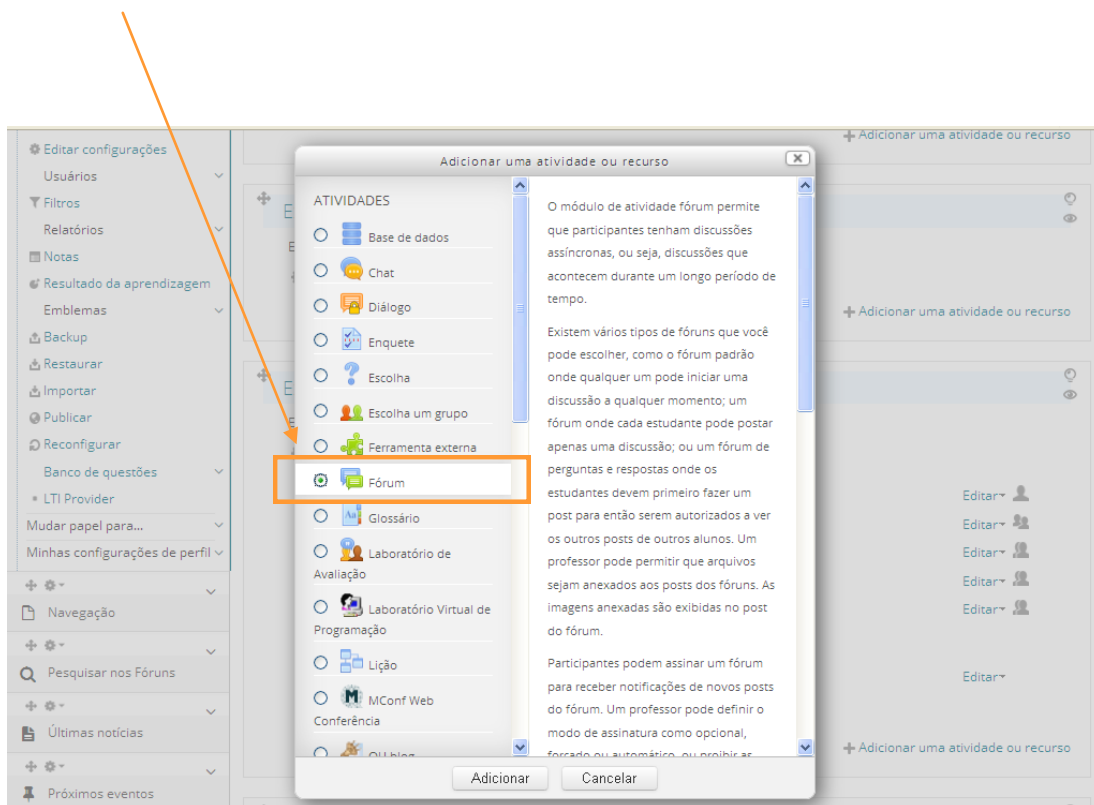 Editar configurações
Usuários
Filtros
Relatórios
Notas
Resultado da aprendizagem
Emblemas
Backup
Restaurar
Importar
Publicar
Reconfigurar
Banco de questões
LTI Provider
Mudar papel para...
Minhas configurações de perfil
Navegação
Pesquisar nos Fóruns
Últimas notícias
Próximos eventos
Adicionar uma atividade ou recurso
ATIVIDADES
Base de dados
Chat
Diálogo
Enquete
Escolha
Escolha um grupo
Ferramenta externa
Fórum
Glossário
Laboratório de
Avaliação
Laboratório Virtual de
Programação
Lição
MConf Web
Conferência
OU blog
O módulo de atividade fórum permite
que participantes tenham discussões
assíncronas, ou seja, discussões que
acontecem durante um longo período de
tempo.
Existem vários tipos de fóruns que você
pode escolher, como o fórum padrão
onde qualquer um pode iniciar uma
discussão a qualquer momento; um
fórum onde cada estudante pode postar
apenas uma discussão; ou um fórum de
perguntas e respostas onde os
estudantes devem primeiro fazer um
post para então serem autorizados a ver
os outros posts de outros alunos. Um
professor pode permitir que arquivos
sejam anexados aos posts dos fóruns. As
imagens anexadas são exibidas no post
do fórum.
Participantes podem assinar um fórum
para receber notificações de novos posts
do fórum. Um professor pode definir o
modo de assinatura como opcional,
forçado ou automático, ou proibir as
Adicionar
Cancelar
Adicionar uma atividade ou recurso
Adicionar uma atividade ou recurso
Editar
Editar
Editar
Editar
Editar
Editar
Adicionar uma atividade ou recurso